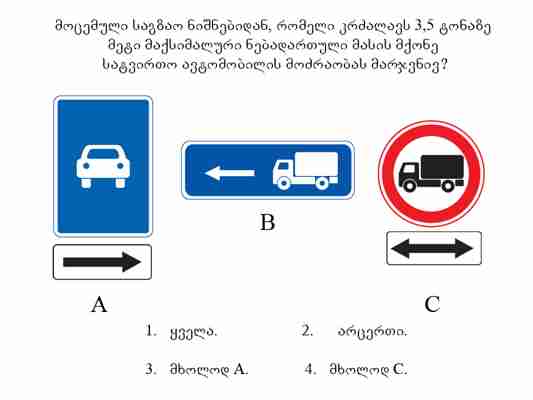 მოცემული საგზაო ნიშნებიდან, რომელი კრძალავს 3,5 ტონაზე
მეტი მაქსიმალური ნებადართული მასის მქონე
სატვირთო ავტომობილის მოძრაობას მარჯვნივ?
A
B
C
1. ყველა.
2. არცერთი.
3. მხოლოდ A.
4. მხოლოდ C.